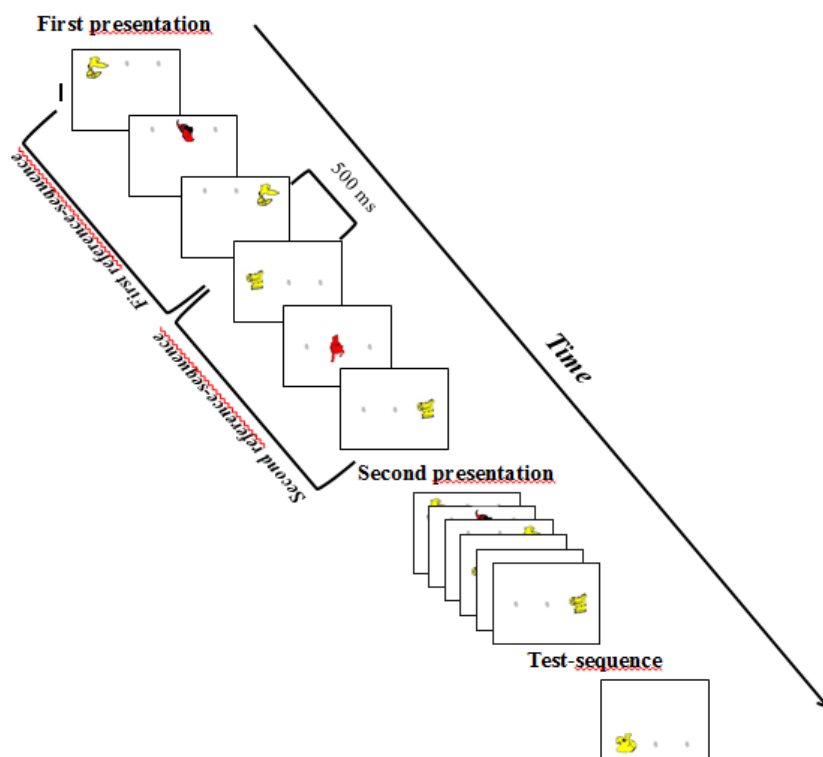 First presentation
500 ms
First reference-sequence
Second reference-sequence
Time
Second presentation
Test-sequence